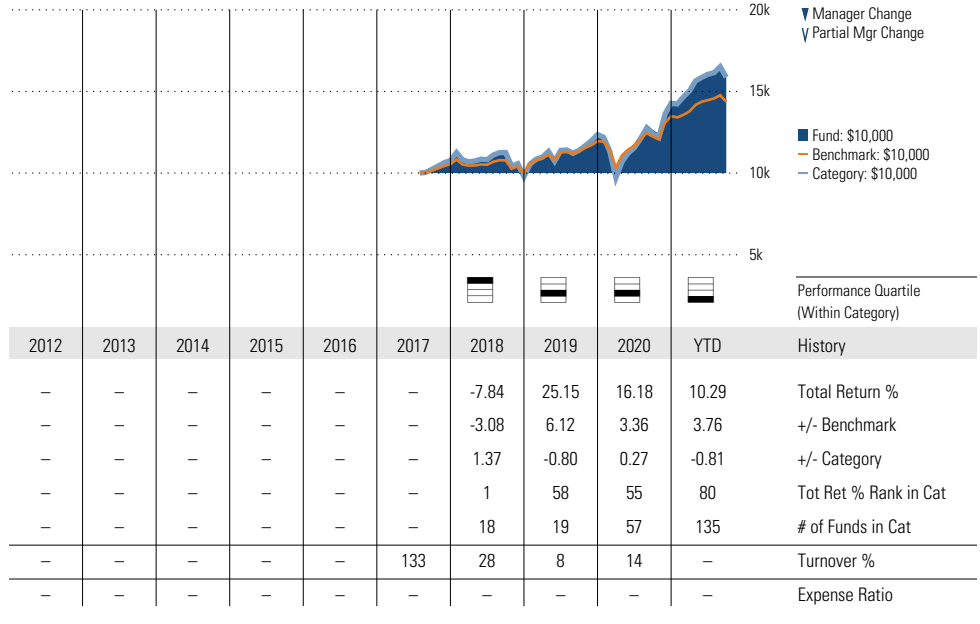 20k
Manager Change
Partial Mgr Change
15k
Fund: $10,000
Benchmark: $10,000
Category: $10,000
10k
5k
Performance Quartile
(Within Category)
2012 2013 2014 2015 2016 2017 2018 2019 2020 YTD History
– – – – – – -7.84 25.15 16.18 10.29 Total Return %
– – – – – – -3.08 6.12 3.36 3.76 +/- Benchmark
– – – – – – 1.37 -0.80 0.27 -0.81 +/- Category
– – – – – – 1 58 55 80 Tot Ret % Rank in Cat
– – – – – – 18 19 57 135 # of Funds in Cat
– – – – – 133 28 8 14 – Turnover %
– – – – – – – – – – Expense Ratio